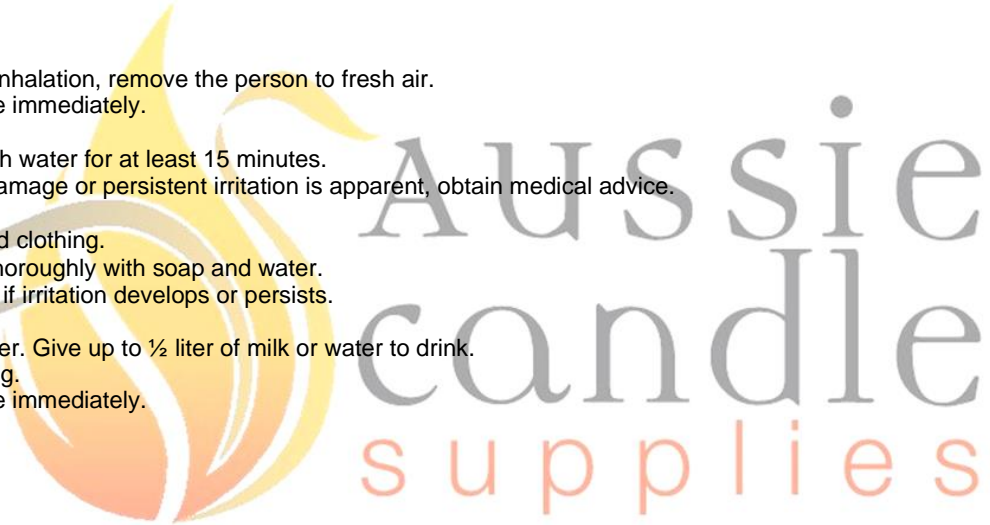 nhalation, remove the person to fresh air.
e immediately.
h water for at least 15 minutes.
amage or persistent irritation is apparent, obtain medical advice.
d clothing.
horoughly with soap and water.
if irritation develops or persists.
er. Give up to ½ liter of milk or water to drink.
g.
e immediately.
Aussie
candle
supplies